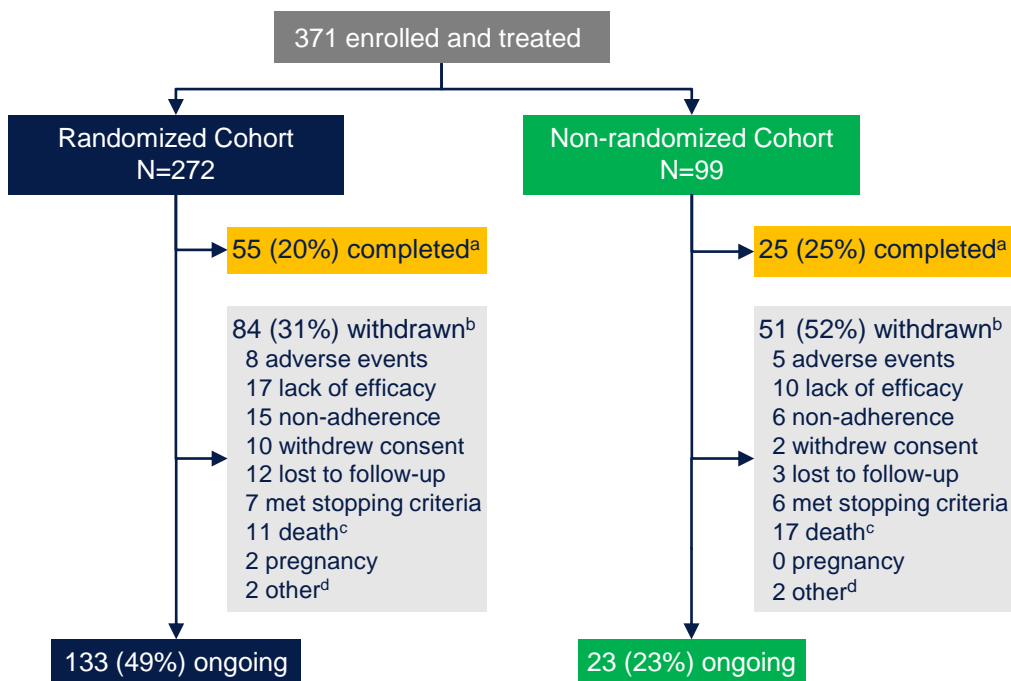 371 enrolled and treated
Randomized Cohort
N=272
55 (20%) completedᵃ
84 (31%) withdrawnᵇ
8 adverse events
17 lack of efficacy
15 non-adherence
10 withdrew consent
12 lost to follow-up
7 met stopping criteria
11 deathᶜ
2 pregnancy
2 otherᵈ
133 (49%) ongoing
Non-randomized Cohort
N=99
25 (25%) completedᵃ
51 (52%) withdrawnᵇ
5 adverse events
10 lack of efficacy
6 non-adherence
2 withdrew consent
3 lost to follow-up
6 met stopping criteria
17 deathᶜ
0 pregnancy
2 otherᵈ
23 (23%) ongoing